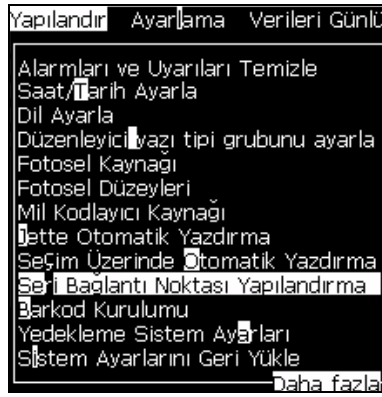 Yapılandır Ayarlama Verileri Günlü
Alarmları ve Uyarıları Temizle
Saat/Tarih Ayarla
Dil Ayarla
Düzenleyici yazı tipi grubunu ayarla
Fotosel Kaynağı
Fotosel Düzeyleri
Mil Kodlayıcı Kaynağı
Jette Otomatik Yazdırma
Seçim Üzerinde Otomatik Yazdırma
Seri Bağlantı Noktası Yapılandırma
Barkod Kurulumu
Yedekleme Sistem Ayarları
Sistem Ayarlarını Geri Yükle
Daha fazla